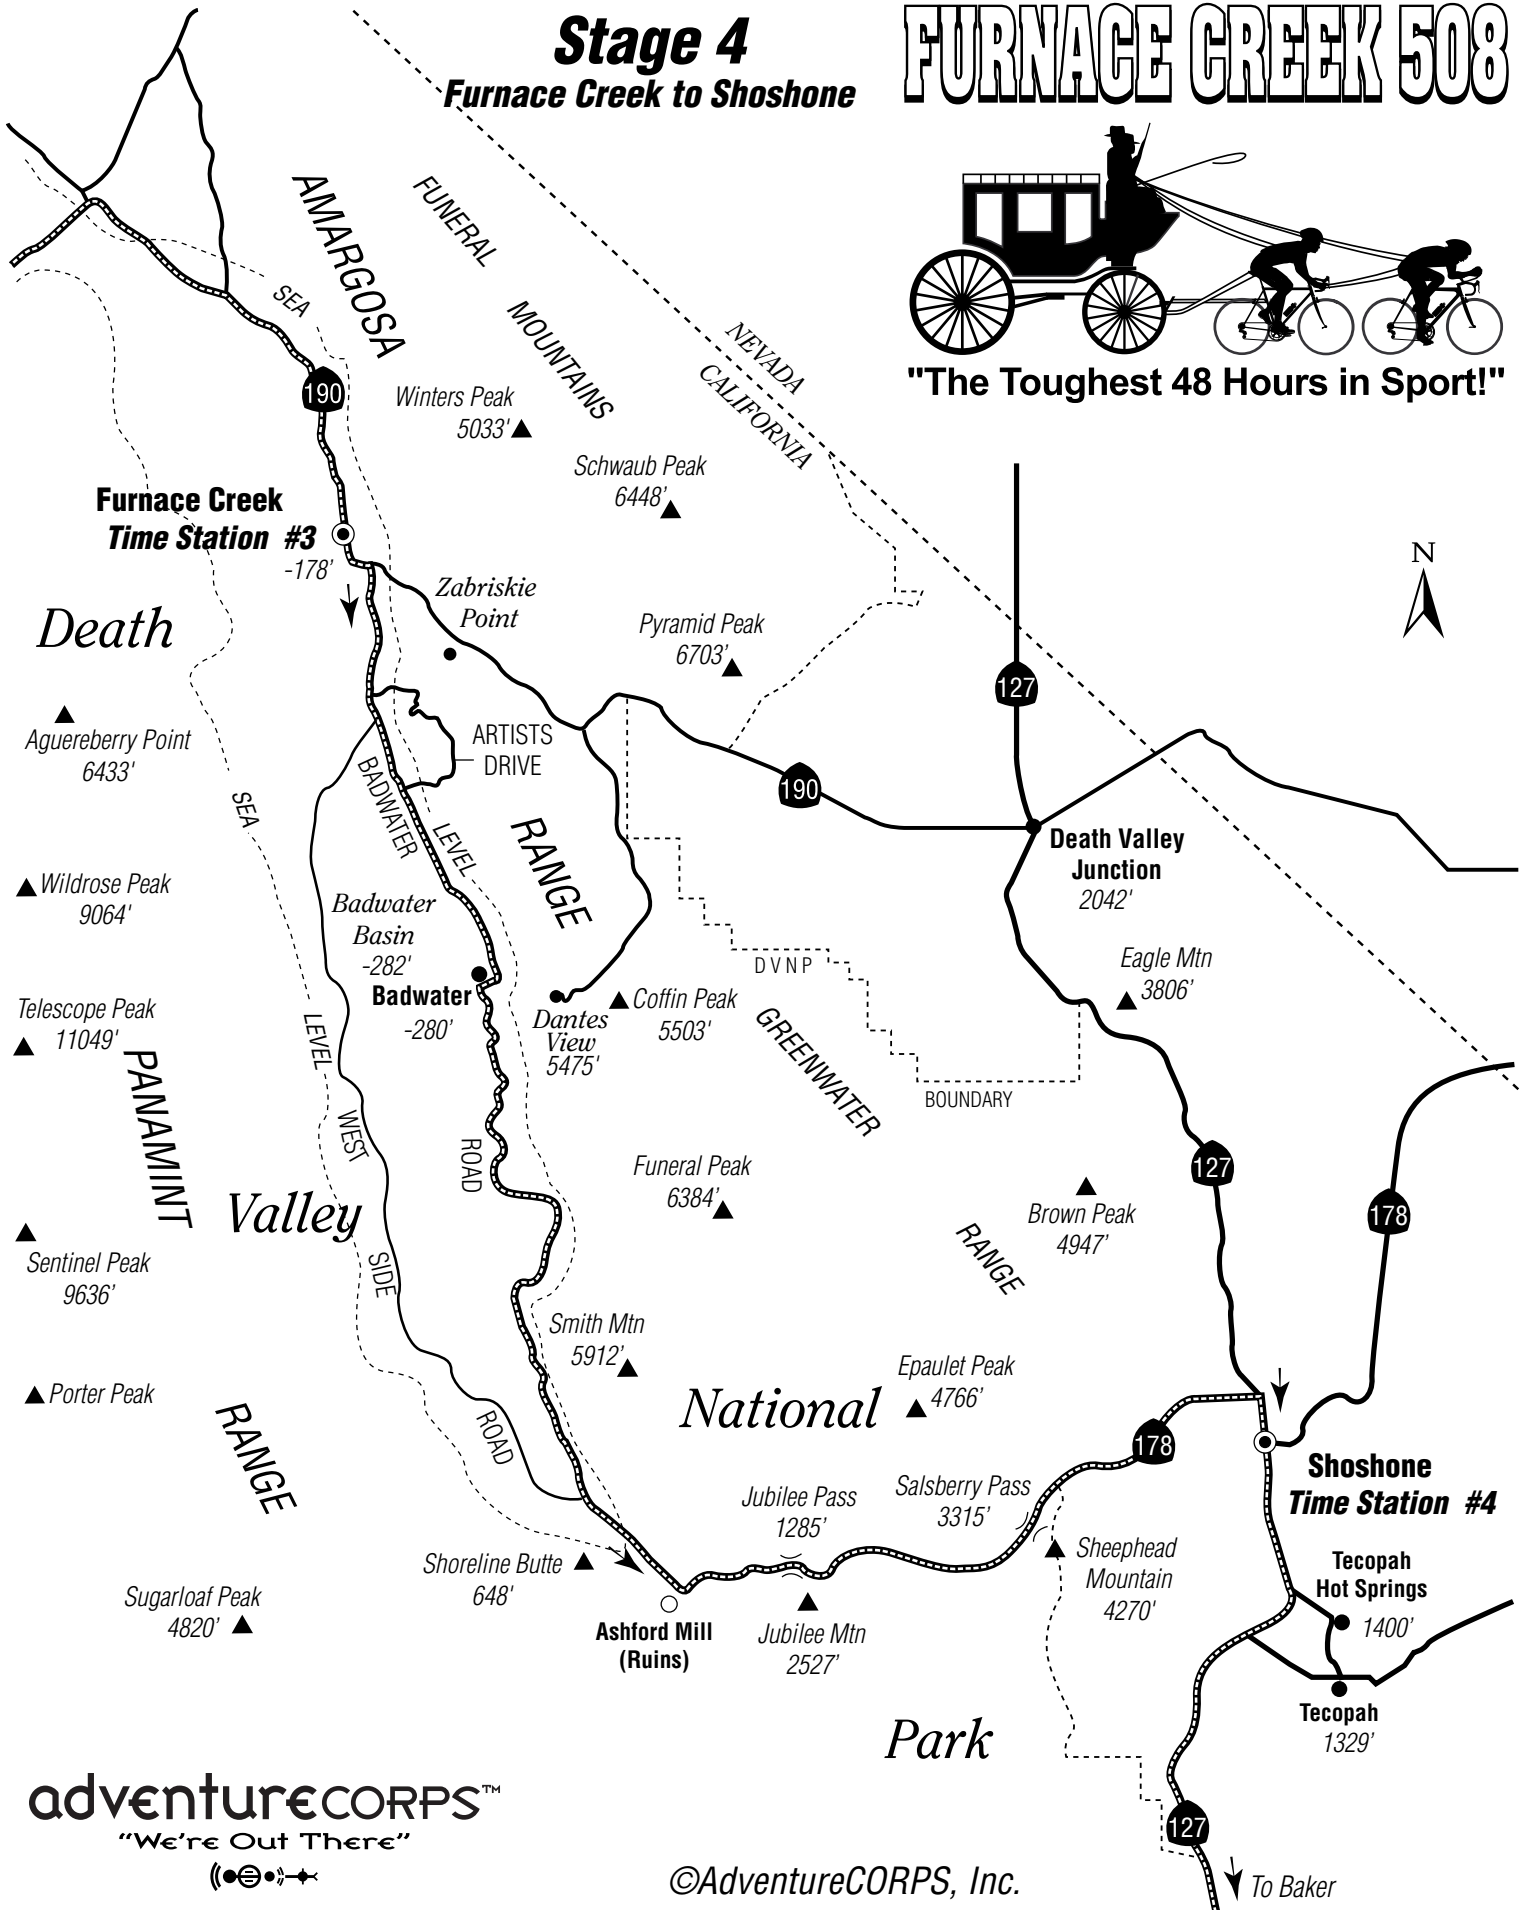 Stage 4
Furnace Creek to Shoshone
FURNACE CREEK 508
"The Toughest 48 Hours in Sport!"
AMARGOSA
FUNERAL
MOUNTAINS
SEA
NEVADA
CALIFORNIA
190
Winters Peak
5033'
Schwaub Peak
6448’
Furnace Creek
Time Station #3
-178’
N
Zabriskie
Point
Death
Pyramid Peak
6703’
127
Aguereberry Point
6433'
ARTISTS
DRIVE
BADWATER
SEA
LEVEL
190
RANGE
Death Valley
Junction
2042'
Wildrose Peak
9064’
Badwater
Basin
-282'
Badwater
-280’
DVNP
Eagle Mtn
3806’
Telescope Peak
11049'
LEVEL
Coffin Peak
5503'
Dantes
View
5475'
GREENWATER
PANAMINT
BOUNDARY
WEST
ROAD
127
Funeral Peak
6384’
Valley
Brown Peak
4947’
178
RANGE
Sentinel Peak
9636’
SIDE
Smith Mtn
5912’
Epaulet Peak
4766’
Porter Peak
National
RANGE
ROAD
178
Shoshone
Time Station #4
Salsberry Pass
3315’
Jubilee Pass
1285’
Shoreline Butte
648'
Sheephead
Mountain
4270'
Tecopah
Hot Springs
1400’
Sugarloaf Peak
4820’
Ashford Mill
(Ruins)
Jubilee Mtn
2527’
Tecopah
1329’
Park
adventureCORPS™
“We’re Out There”
127
©AdventureCORPS, Inc.
To Baker